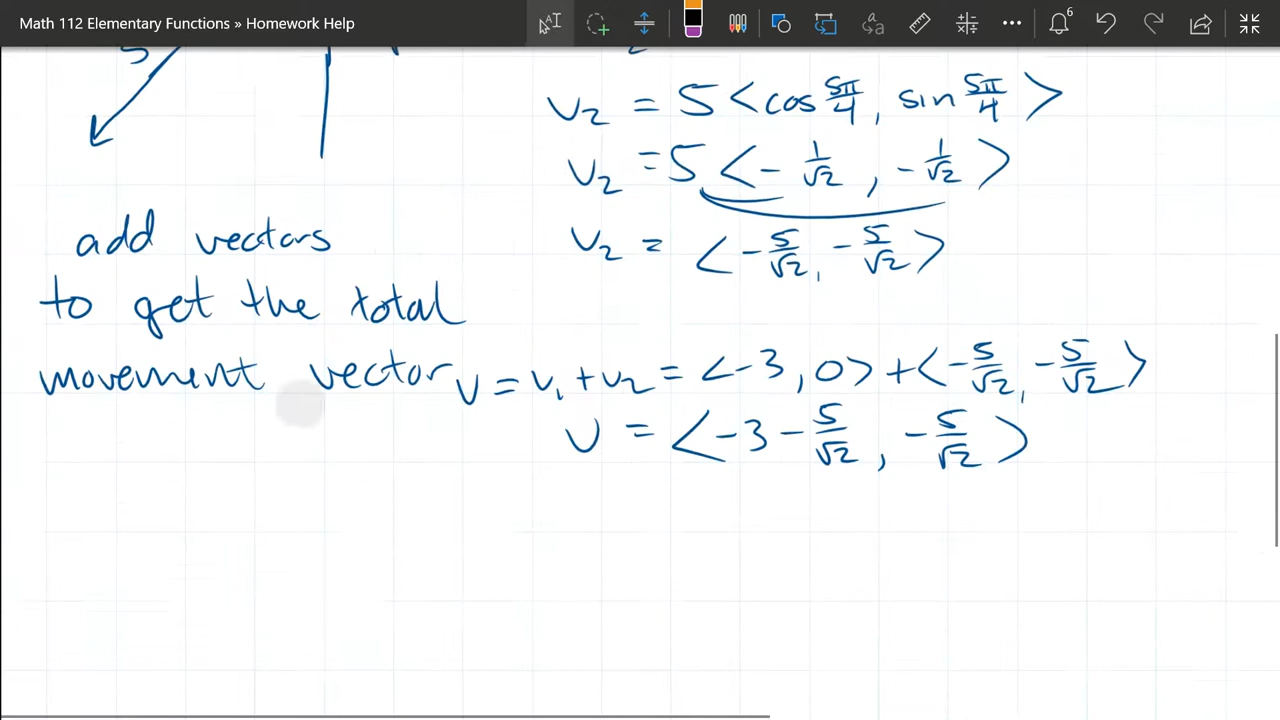 Math 112 Elementary Functions » Homework Help
6
5
v₂ = 5 <cos 5π/4, sin 5π/4>
v₂ = 5 <- 1/√2, - 1/√2>
v₂ = <- 5/√2, - 5/√2>
add vectors
to get the total
movement vector
v = v₁ + v₂ = <-3, 0> + <- 5/√2, - 5/√2>
v = <-3 - 5/√2, - 5/√2>